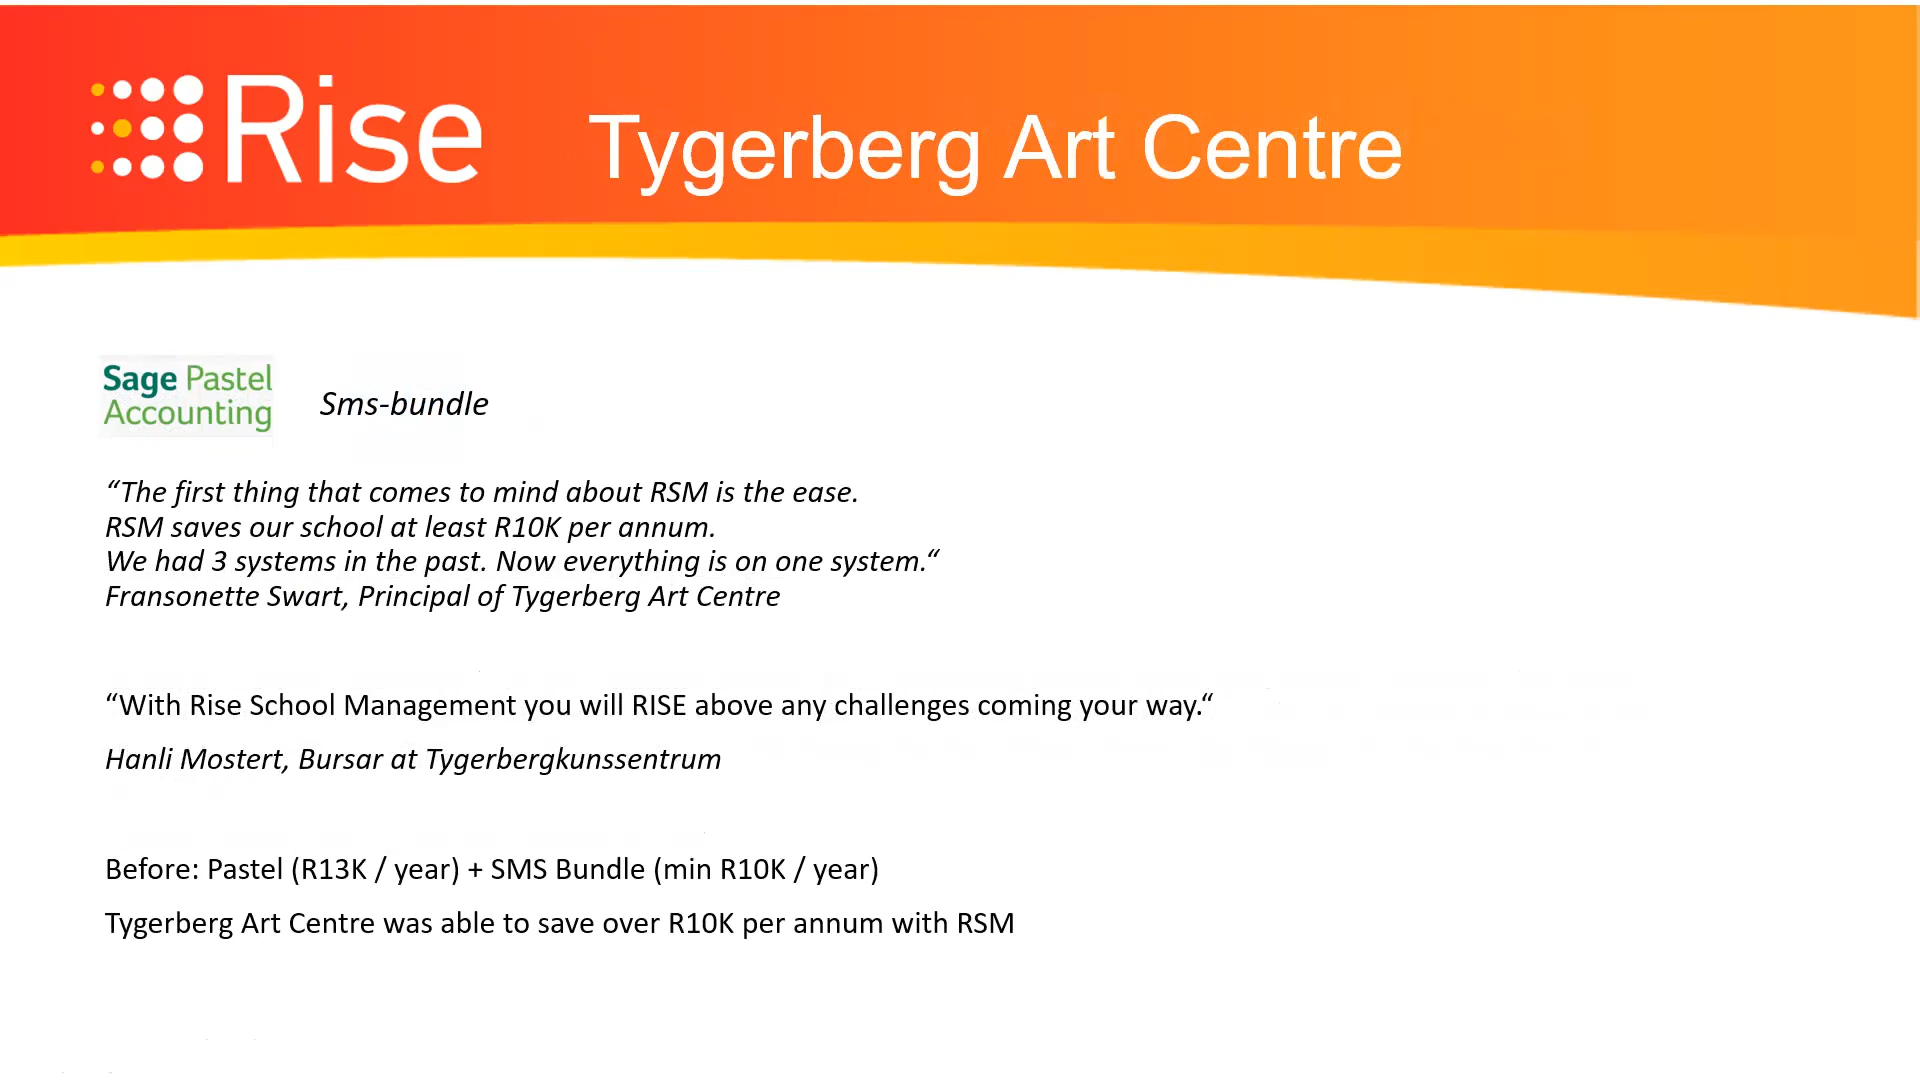 Rise
Tygerberg Art Centre
Sage Pastel
Accounting
Sms-bundle
“The first thing that comes to mind about RSM is the ease.
RSM saves our school at least R10K per annum.
We had 3 systems in the past. Now everything is on one system.“
Fransonette Swart, Principal of Tygerberg Art Centre
“With Rise School Management you will RISE above any challenges coming your way.“
Hanli Mostert, Bursar at Tygerbergkunssentrum
Before: Pastel (R13K / year) + SMS Bundle (min R10K / year)
Tygerberg Art Centre was able to save over R10K per annum with RSM